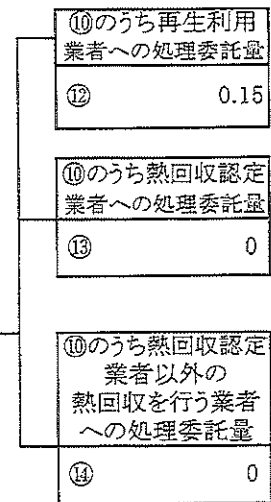 ⑩のうち再生利用
業者への処理委託量
⑫ 0.15
⑩のうち熱回収認定
業者への処理委託量
⑬ 0
⑩のうち熱回収認定
業者以外の
熱回収を行う業者
への処理委託量
⑭ 0